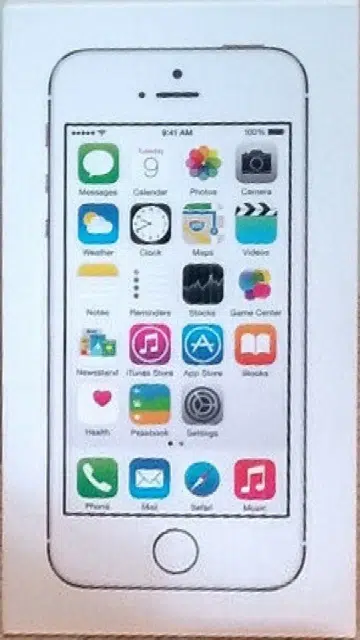 9:41 AM 100%
Tuesday
9
Messages Calendar Photos Camera
Weather Clock Maps Videos
Notes Reminders Stocks Game Center
Newsstand iTunes Store App Store iBooks
Health Passbook Settings
Phone Mail Safari Music